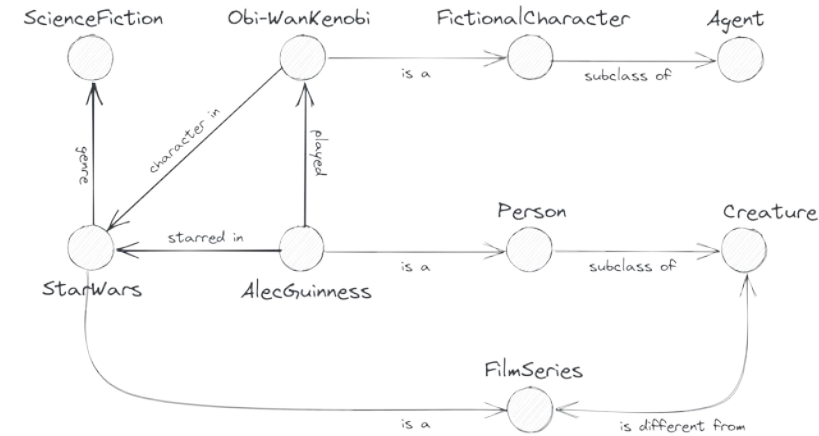 ScienceFiction
Obi-WanKenobi
FictionalCharacter
Agent
is a
subclass of
genre
character in
played
Person
Creature
starred in
is a
subclass of
StarWars
AlecGuinness
FilmSeries
is a
is different from